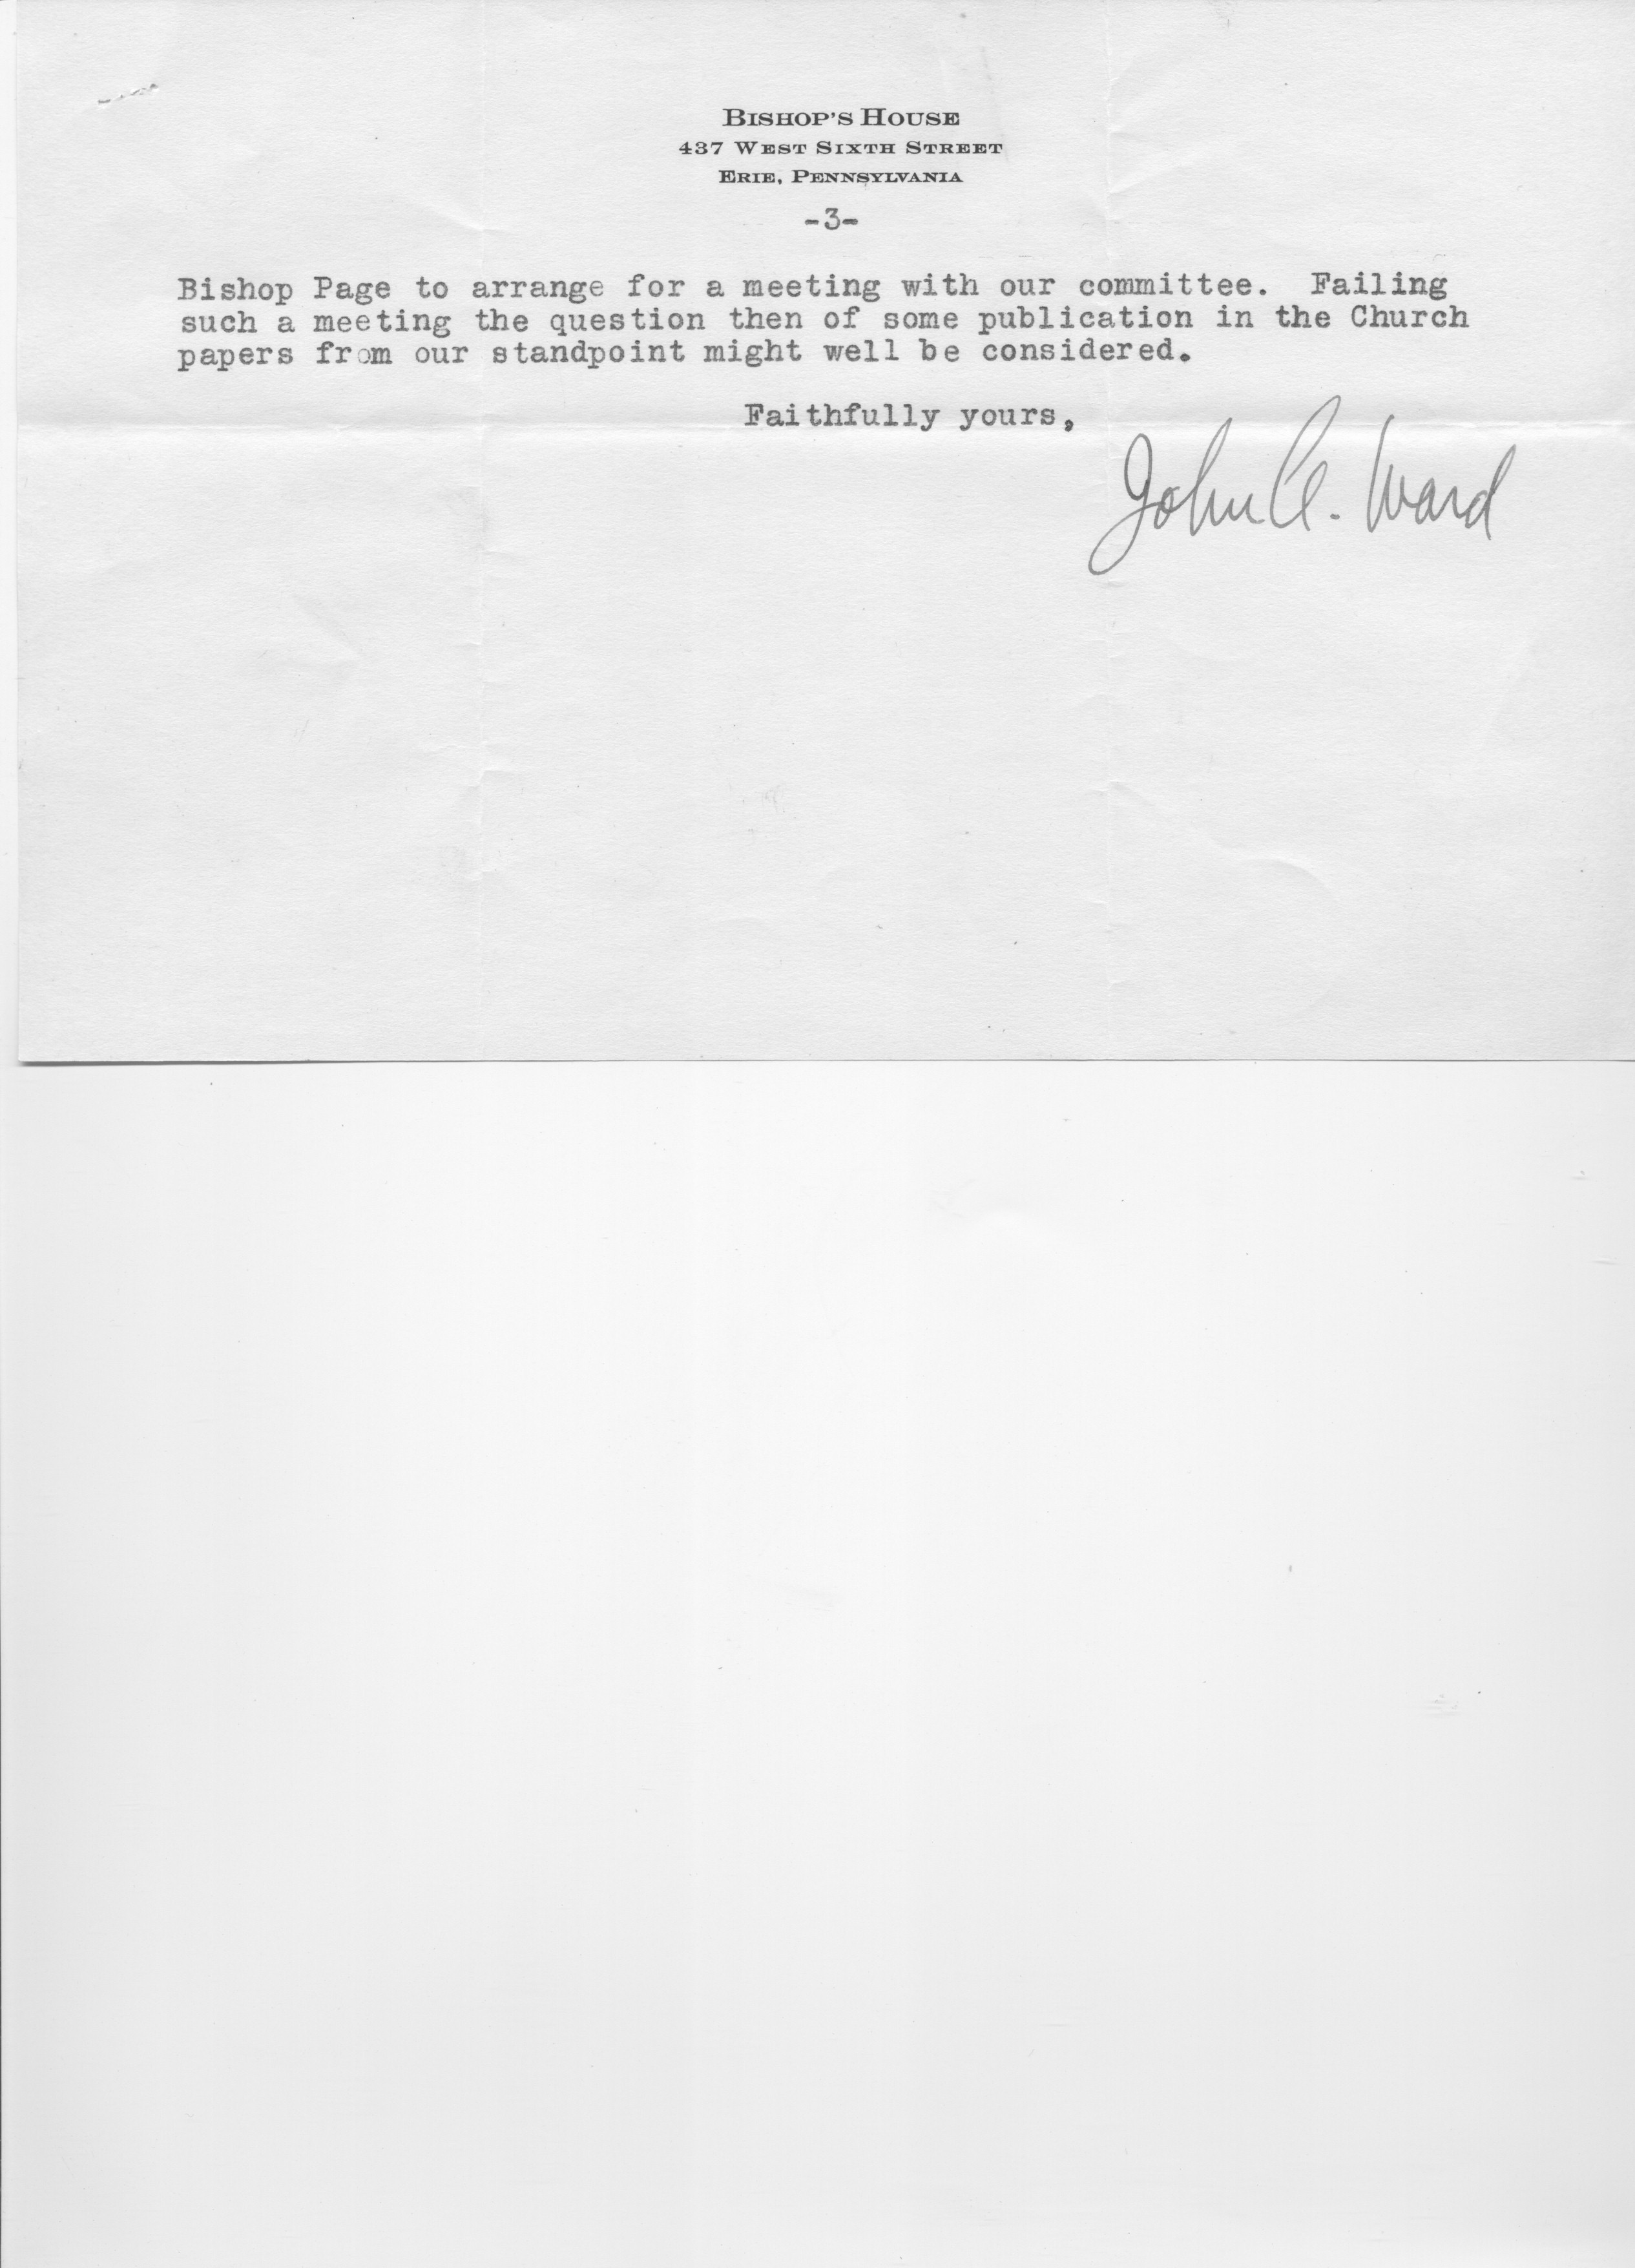 BISHOP'S HOUSE
437 WEST SIXTH STREET
ERIE, PENNSYLVANIA
-3-
Bishop Page to arrange for a meeting with our committee.  Failing
such a meeting the question then of some publication in the Church
papers from our standpoint might well be considered.
Faithfully yours,
John C. Ward